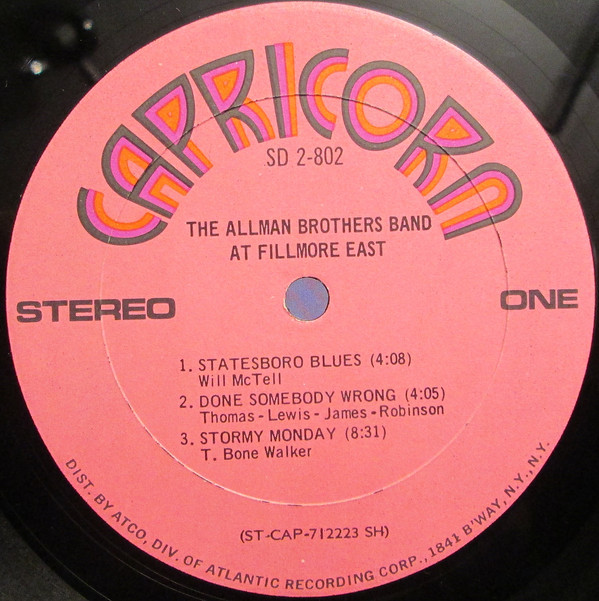 CAPRICORN
SD 2-802
THE ALLMAN BROTHERS BAND
AT FILLMORE EAST
STEREO
ONE
1. STATESBORO BLUES (4:08)
Will McTell
2. DONE SOMEBODY WRONG (4:05)
Thomas - Lewis - James - Robinson
3. STORMY MONDAY (8:31)
T. Bone Walker
(ST-CAP-712223 SH)
DIST. BY ATCO, DIV. OF ATLANTIC RECORDING CORP., 1841 B'WAY, N.Y., N.Y.